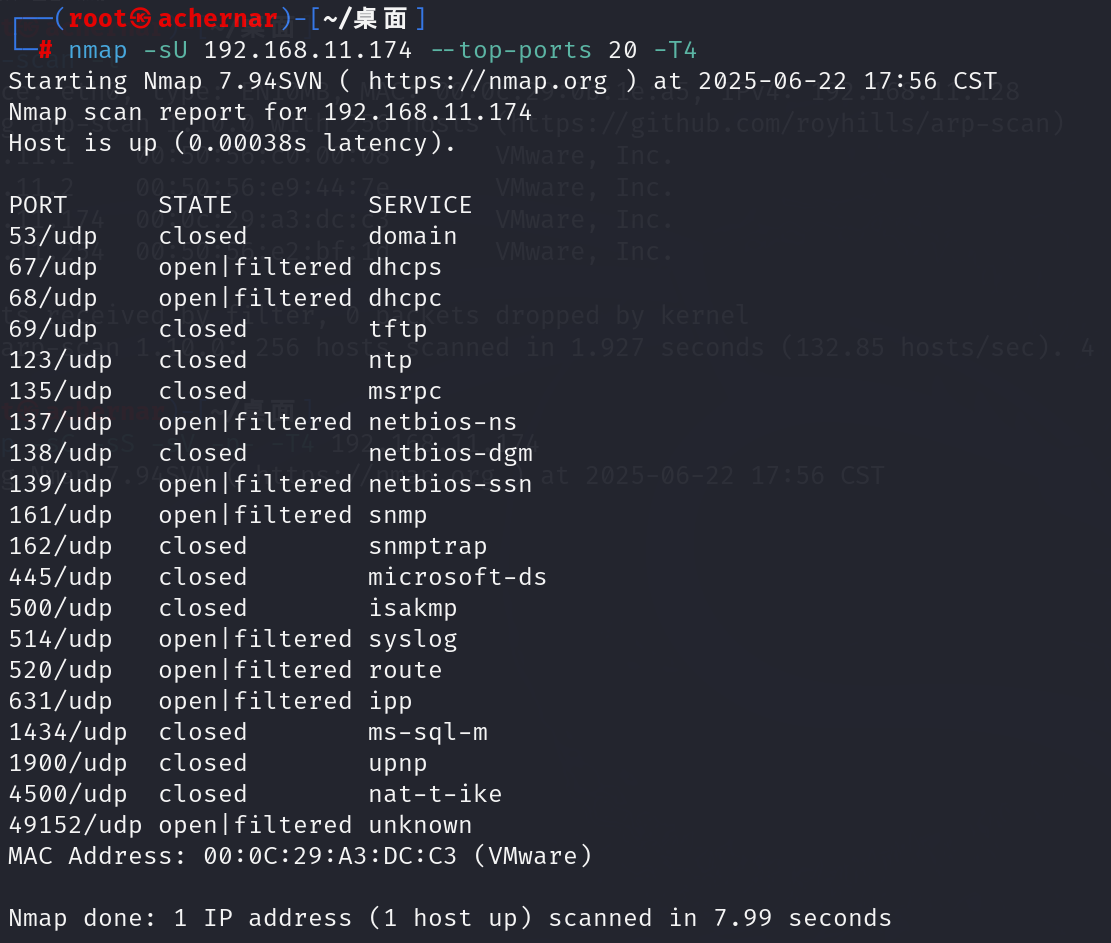 ┌──(root㉿achernar)-[~/桌面]
└─# nmap -sU 192.168.11.174 --top-ports 20 -T4
Starting Nmap 7.94SVN ( https://nmap.org ) at 2025-06-22 17:56 CST
Nmap scan report for 192.168.11.174
Host is up (0.00038s latency).
PORT STATE SERVICE
53/udp closed domain
67/udp open|filtered dhcps
68/udp open|filtered dhcpc
69/udp closed tftp
123/udp closed ntp
135/udp closed msrpc
137/udp open|filtered netbios-ns
138/udp closed netbios-dgm
139/udp open|filtered netbios-ssn
161/udp open|filtered snmp
162/udp closed snmptrap
445/udp closed microsoft-ds
500/udp closed isakmp
514/udp open|filtered syslog
520/udp open|filtered route
631/udp open|filtered ipp
1434/udp closed ms-sql-m
1900/udp closed upnp
4500/udp closed nat-t-ike
49152/udp open|filtered unknown
MAC Address: 00:0C:29:A3:DC:C3 (VMware)
Nmap done: 1 IP address (1 host up) scanned in 7.99 seconds